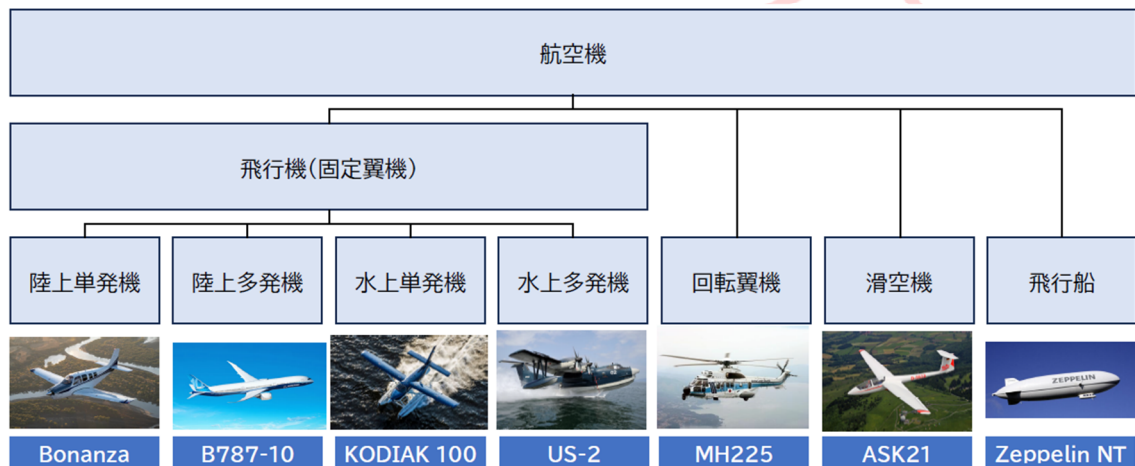 航空機
飛行機(固定翼機)
陸上単発機
陸上多発機
水上単発機
水上多発機
回転翼機
滑空機
飛行船
ZEPPELIN
Bonanza
B787-10
KODIAK 100
US-2
MH225
ASK21
Zeppelin NT